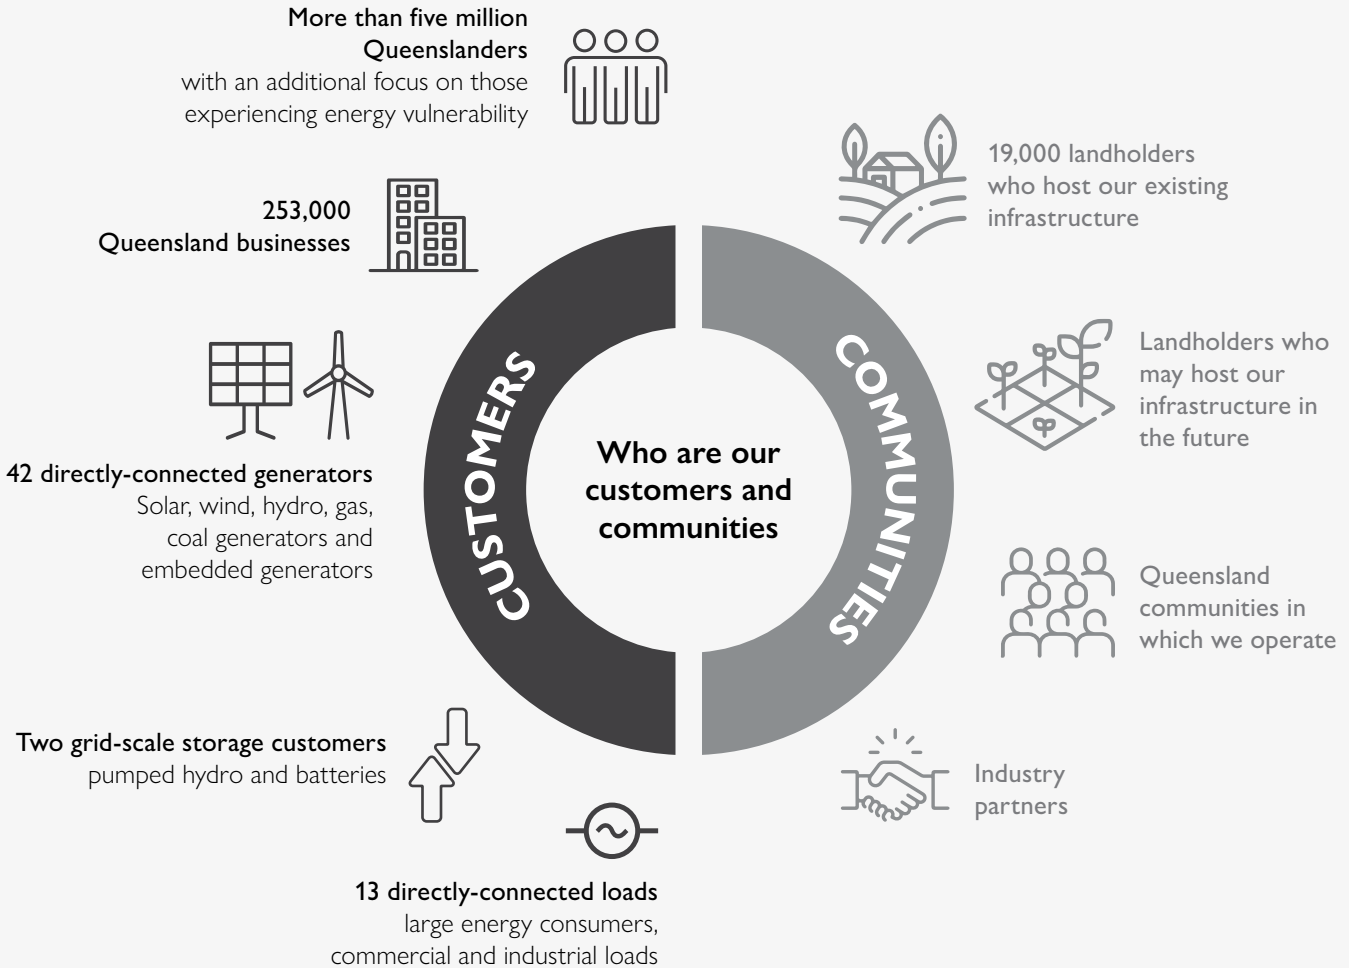 More than five million
Queenslanders
with an additional focus on those
experiencing energy vulnerability
253,000
Queensland businesses
42 directly-connected generators
Solar, wind, hydro, gas,
coal generators and
embedded generators
Two grid-scale storage customers
pumped hydro and batteries
13 directly-connected loads
large energy consumers,
commercial and industrial loads
CUSTOMERS
Who are our
customers and
communities
COMMUNITIES
19,000 landholders
who host our existing
infrastructure
Landholders who
may host our
infrastructure in
the future
Queensland
communities in
which we operate
Industry
partners